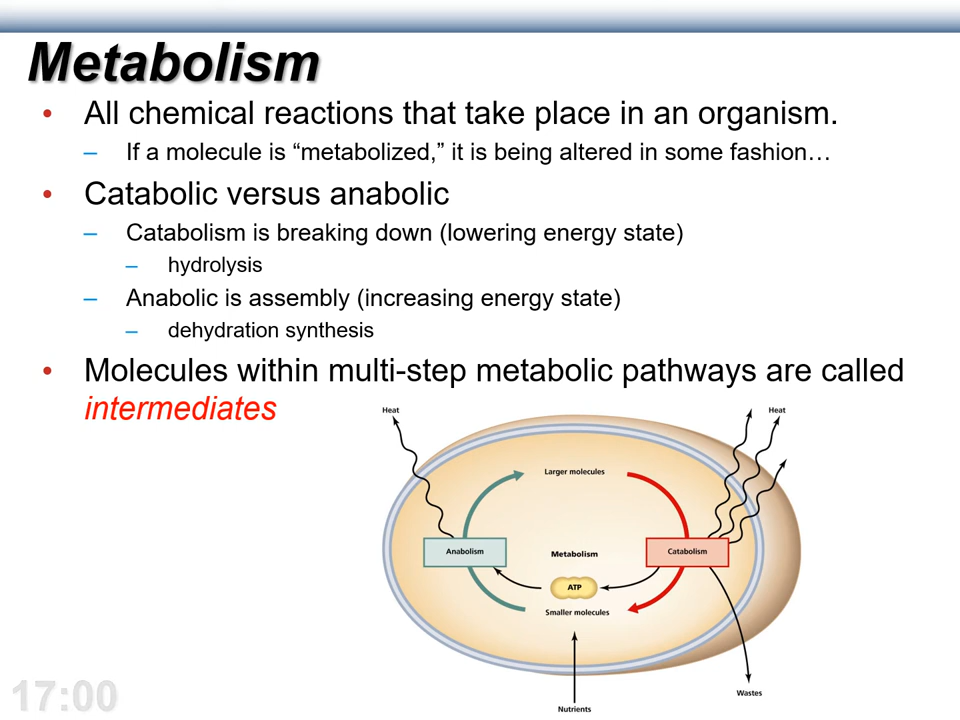 Metabolism
• All chemical reactions that take place in an organism.
– If a molecule is “metabolized,” it is being altered in some fashion…
• Catabolic versus anabolic
– Catabolism is breaking down (lowering energy state)
– hydrolysis
– Anabolic is assembly (increasing energy state)
– dehydration synthesis
• Molecules within multi-step metabolic pathways are called
intermediates
Heat
Heat
Larger molecules
Anabolism
Metabolism
Catabolism
ATP
Smaller molecules
Wastes
Nutrients
17:00